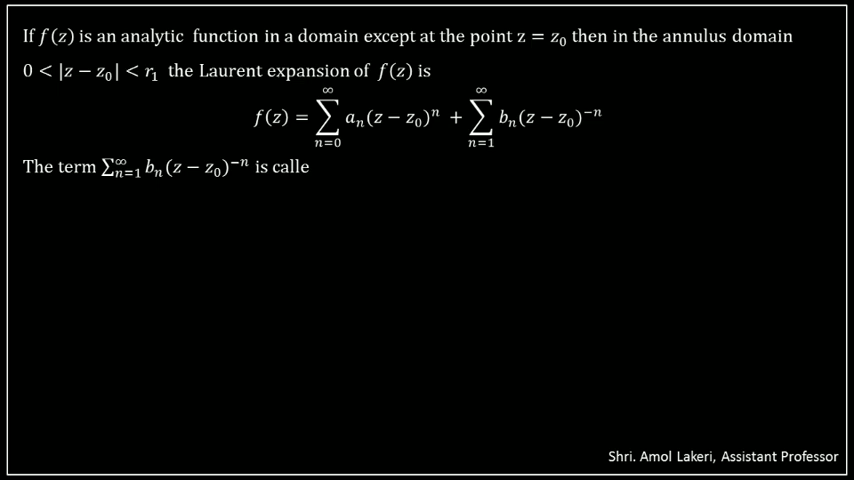 If f(z) is an analytic function in a domain except at the point z = z₀ then in the annulus domain
0 < |z − z₀| < r₁ the Laurent expansion of f(z) is
f(z) = ∑_{n=0}^{∞} aₙ(z − z₀)ⁿ + ∑_{n=1}^{∞} bₙ(z − z₀)⁻ⁿ
The term ∑_{n=1}^{∞} bₙ(z − z₀)⁻ⁿ is calle
Shri. Amol Lakeri, Assistant Professor